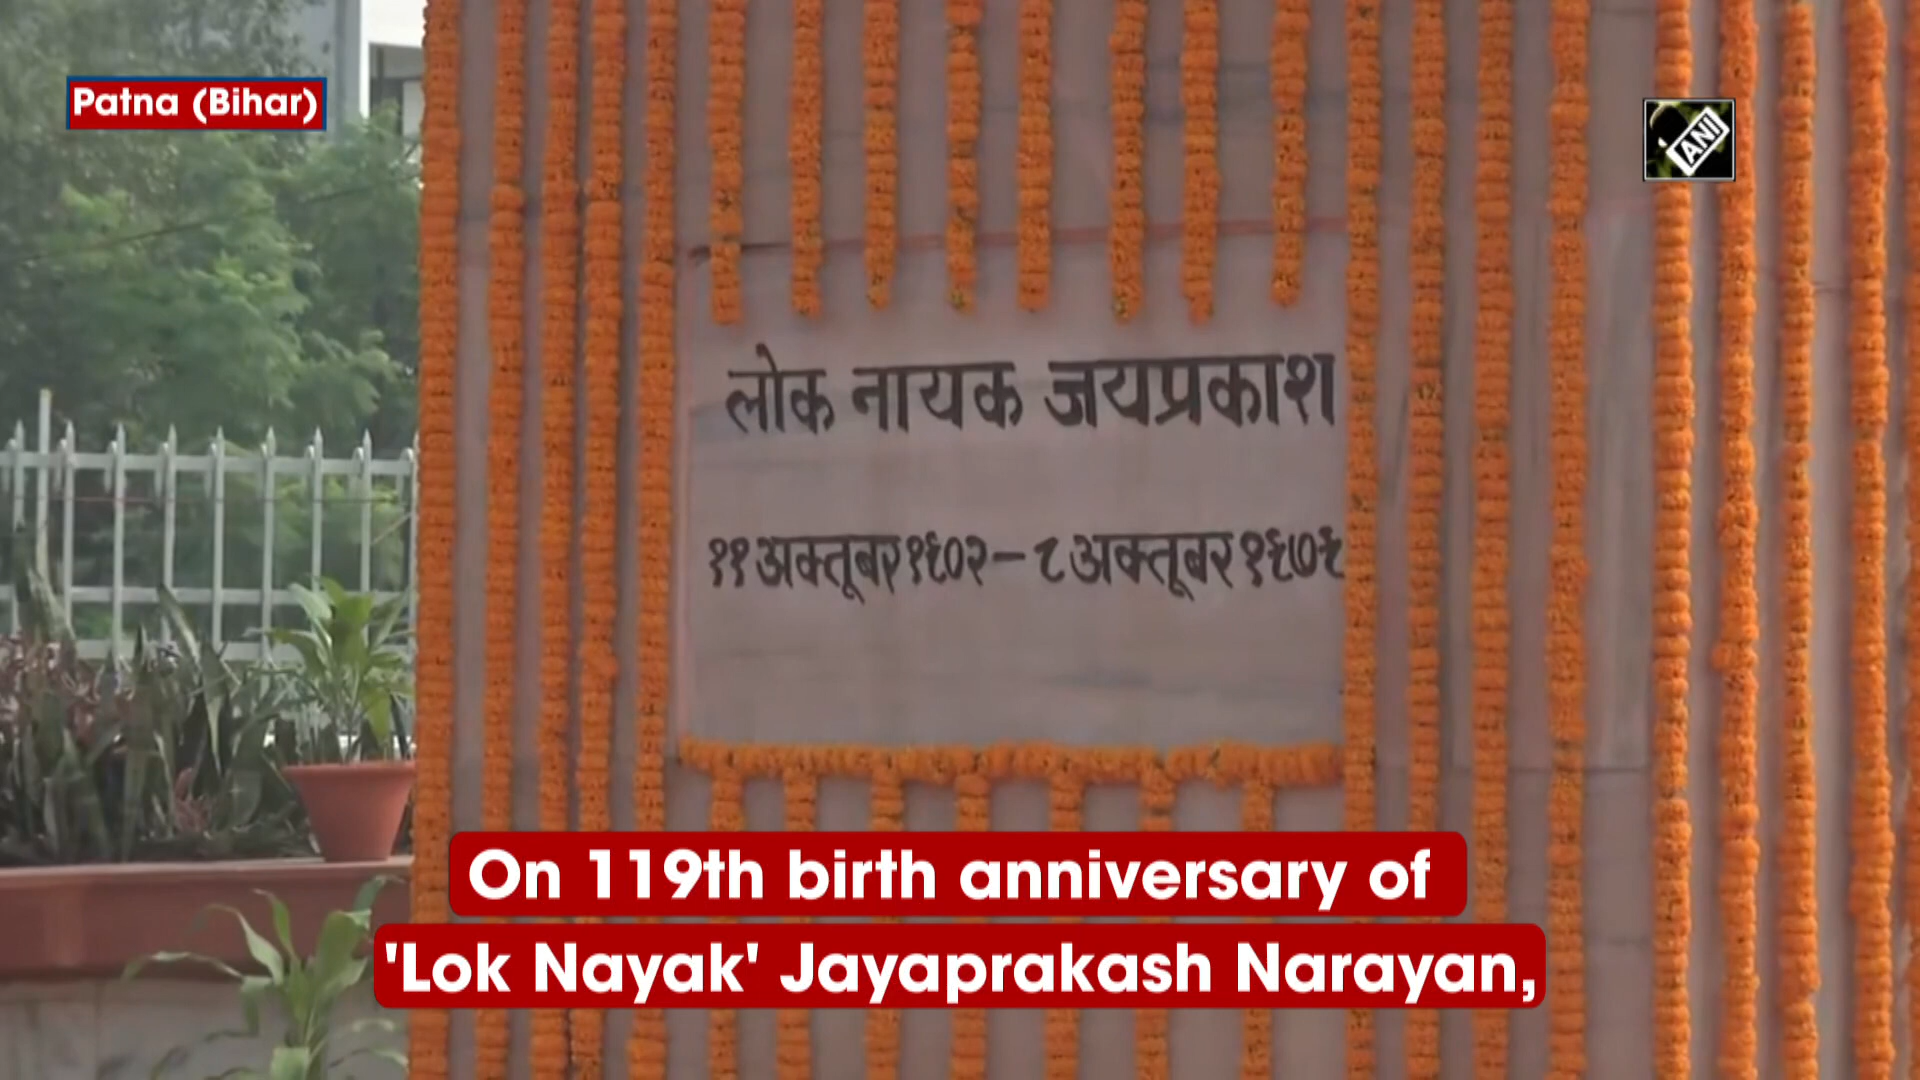 Patna (Bihar)
ANI
लोक नायक जयप्रकाश
११ अक्तूबर १९०२ – ८ अक्तूबर १९७९
On 119th birth anniversary of
'Lok Nayak' Jayaprakash Narayan,